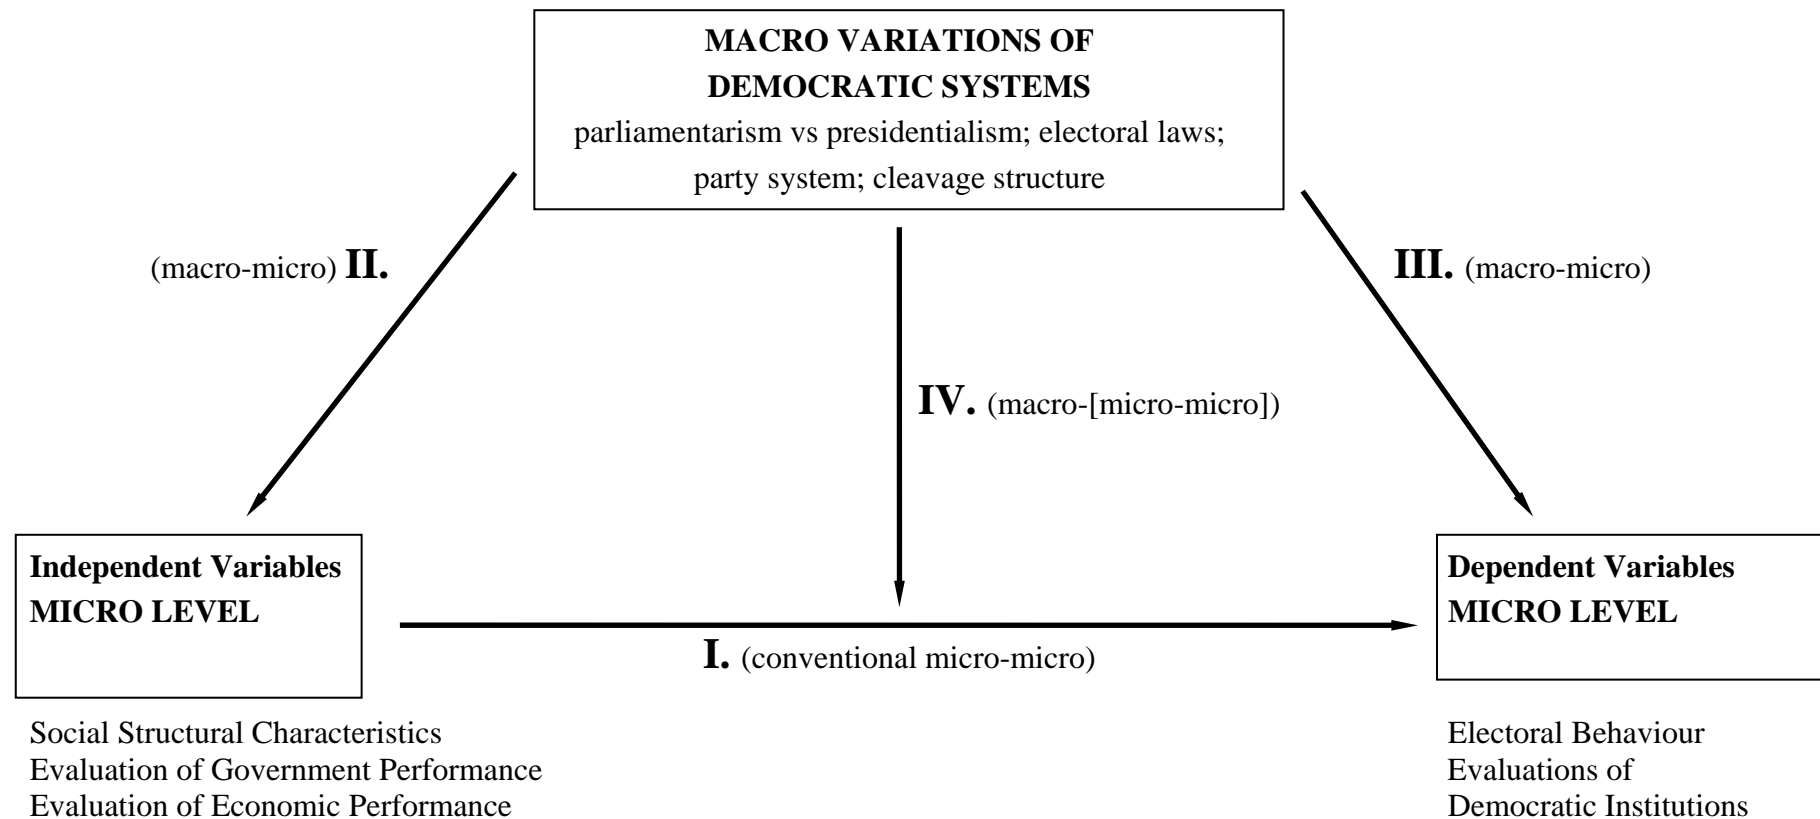 MACRO VARIATIONS OF
DEMOCRATIC SYSTEMS
parliamentarism vs presidentialism; electoral laws;
party system; cleavage structure
(macro-micro) II.
III. (macro-micro)
IV. (macro-[micro-micro])
Independent Variables
MICRO LEVEL
Dependent Variables
MICRO LEVEL
I. (conventional micro-micro)
Social Structural Characteristics
Evaluation of Government Performance
Evaluation of Economic Performance
Electoral Behaviour
Evaluations of
Democratic Institutions